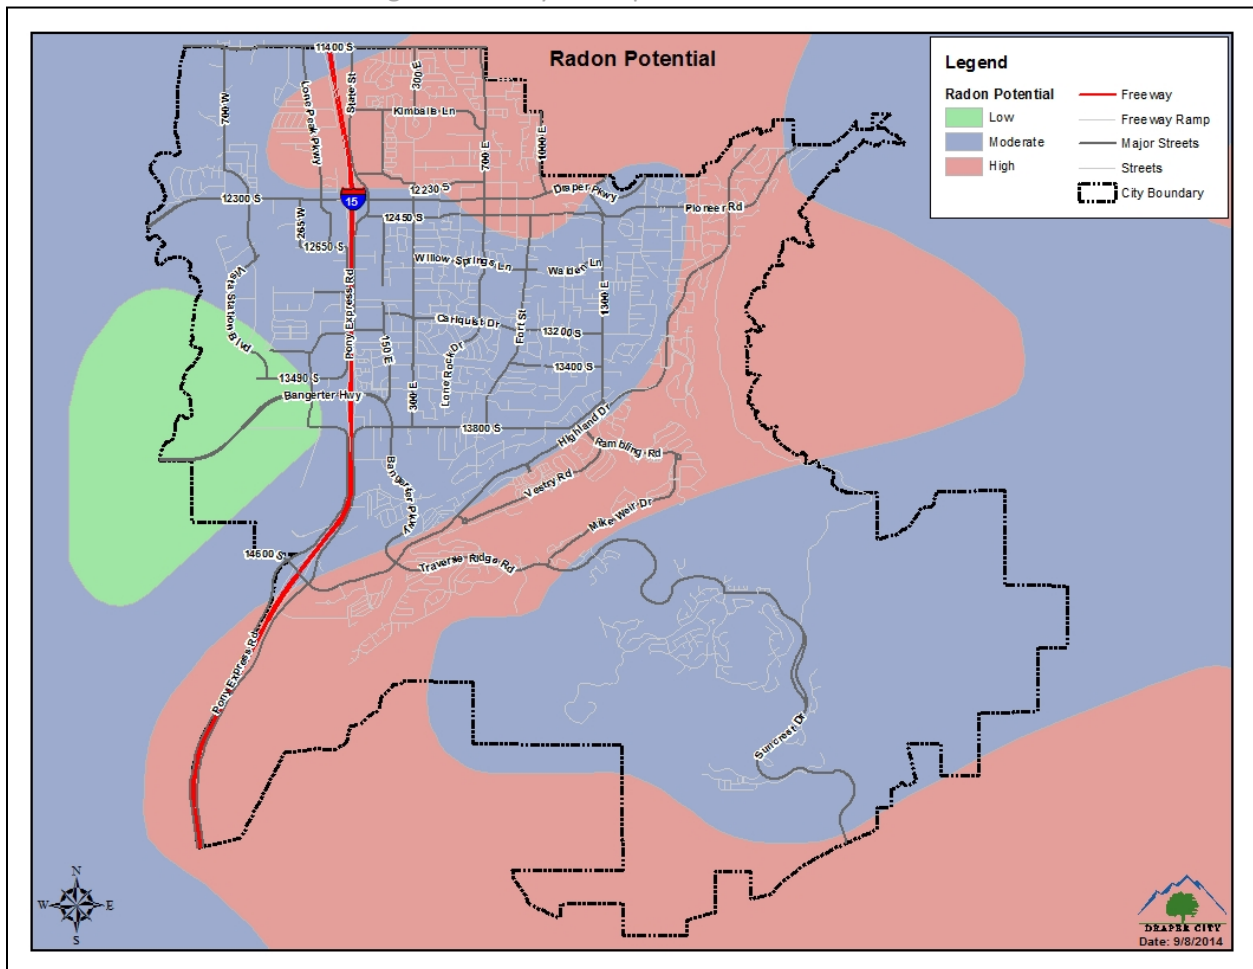 Radon Potential
Legend
Radon Potential
Low
Moderate
High
Freeway
Freeway Ramp
Major Streets
Streets
City Boundary
11400 S
700 W
Lone Peak Pkwy
State St
300 E
Kimballs Ln
700 E
1000 E
12300 S
265 W
15
12230 S
Draper Pkwy
12450 S
Pioneer Rd
12650 S
Willow Springs Ln
Walden Ln
1300 E
Vista Station Blvd
Pony Express Rd
150 E
Carlquist Dr
Fort St
13200 S
Lone Rock Dr
13400 S
13490 S
Bangerter Hwy
300 E
13800 S
Highland Dr
Rambling Rd
Bangerter Pkwy
Vestry Rd
Mike Weir Dr
14600 S
Traverse Ridge Rd
Pony Express Rd
Suncrest Dr
N
W
E
S
DRAPER CITY
Date: 9/8/2014